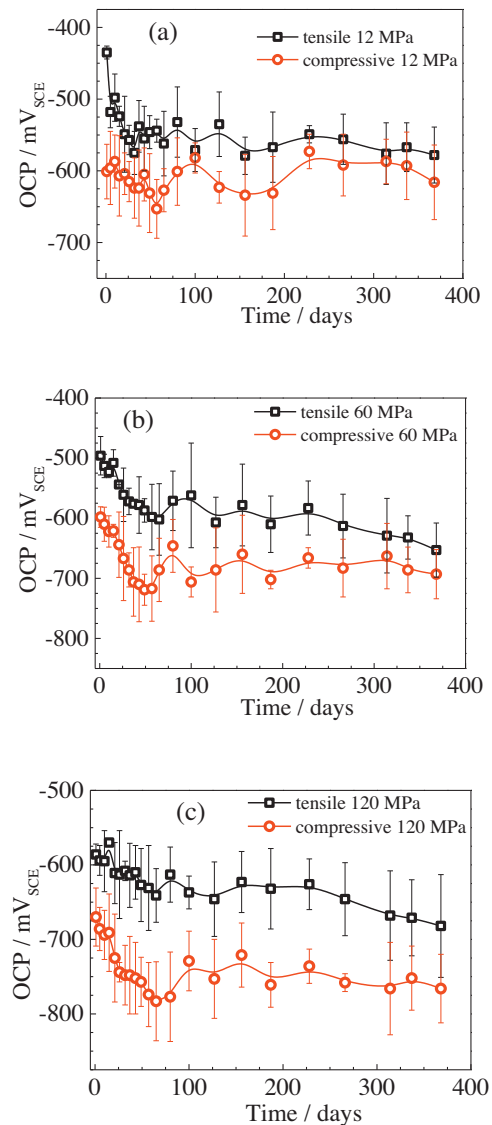 (a)
tensile 12 MPa
compressive 12 MPa
-400
-500
-600
-700
OCP / mV_SCE
0 100 200 300 400
Time / days
(b)
tensile 60 MPa
compressive 60 MPa
-400
-500
-600
-700
-800
OCP / mV_SCE
0 100 200 300 400
Time / days
(c)
tensile 120 MPa
compressive 120 MPa
-500
-600
-700
-800
OCP / mV_SCE
0 100 200 300 400
Time / days